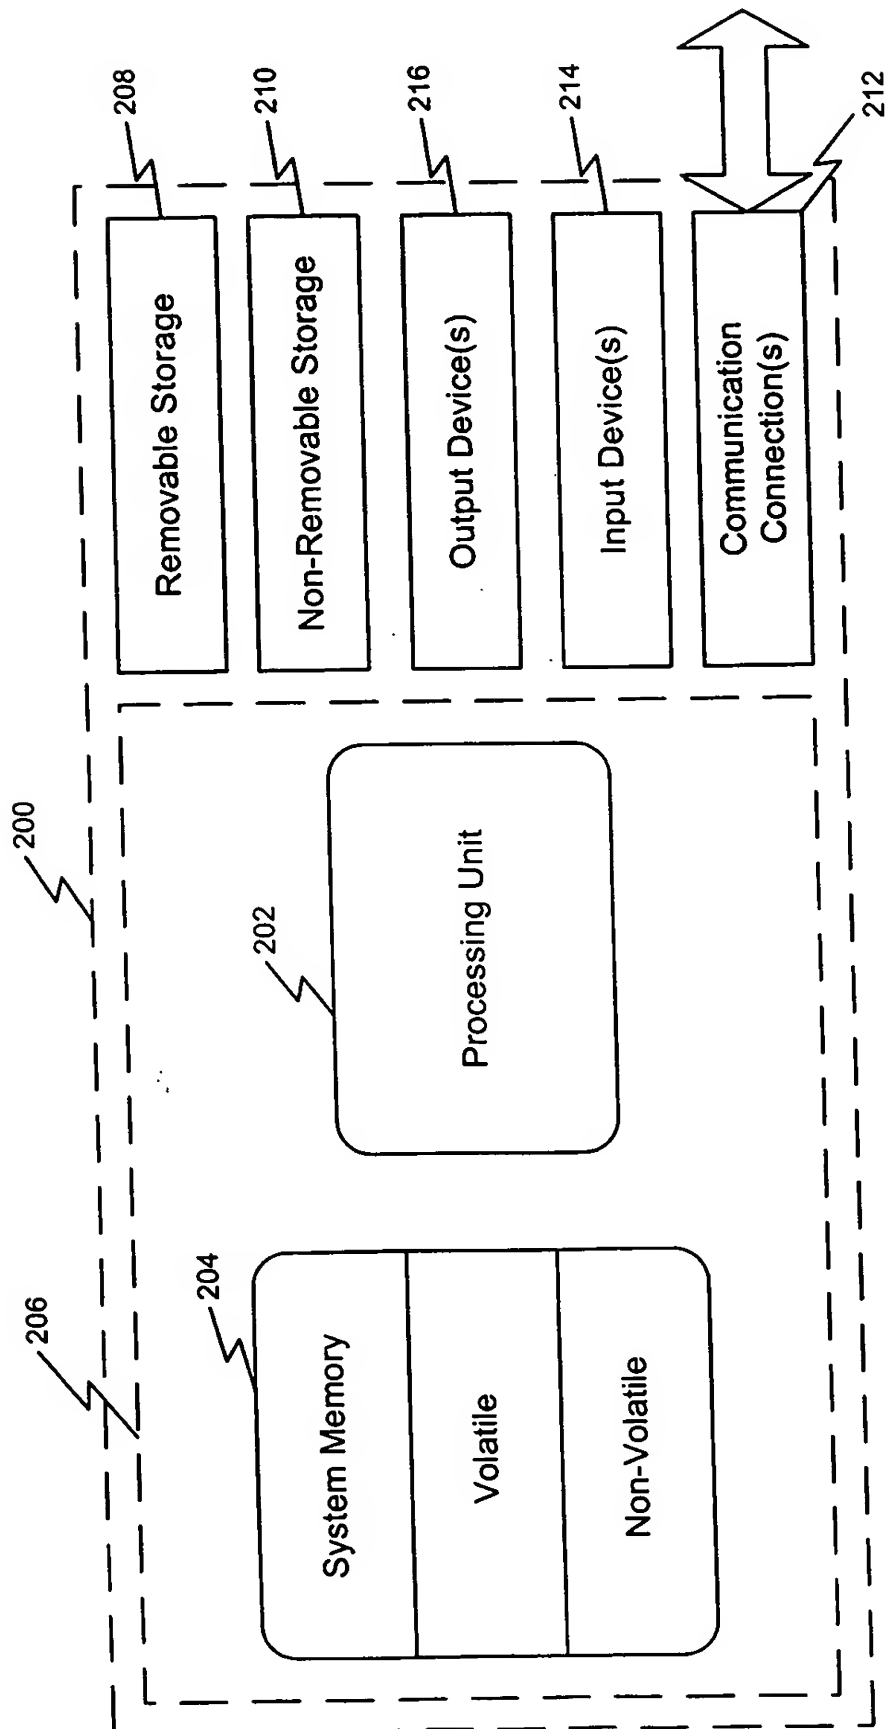 200
206
204
System Memory
Volatile
Non-Volatile
202
Processing Unit
208
Removable Storage
210
Non-Removable Storage
216
Output Device(s)
214
Input Device(s)
212
Communication
Connection(s)